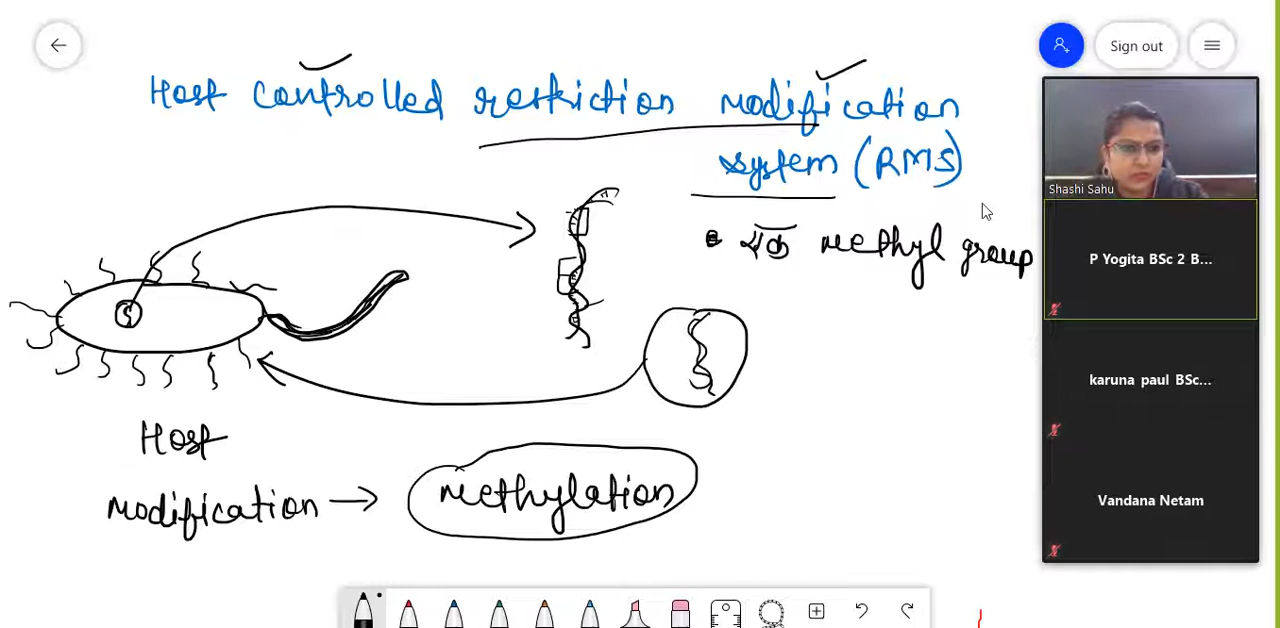 Sign out
Host controlled restriction modification
system (RMS)
Shashi Sahu
एक methyl group
P Yogita BSc 2 B...
karuna paul BSc...
Host
modification → methylation
Vandana Netam